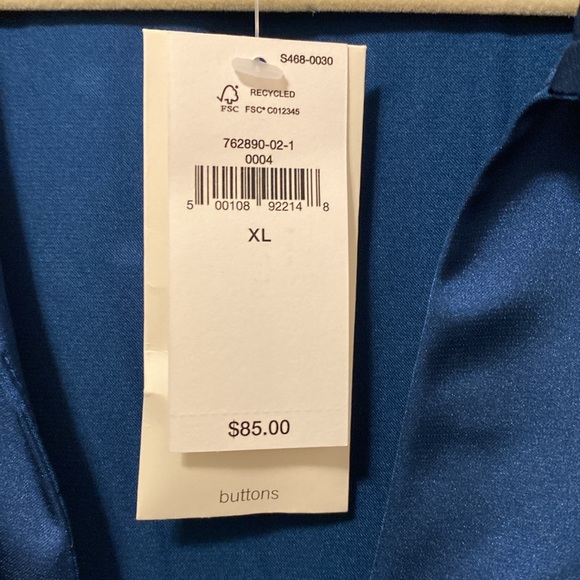 S468-0030
RECYCLED
FSC FSC® C012345
762890-02-1
0004
5 00108 92214 8
XL
$85.00
buttons